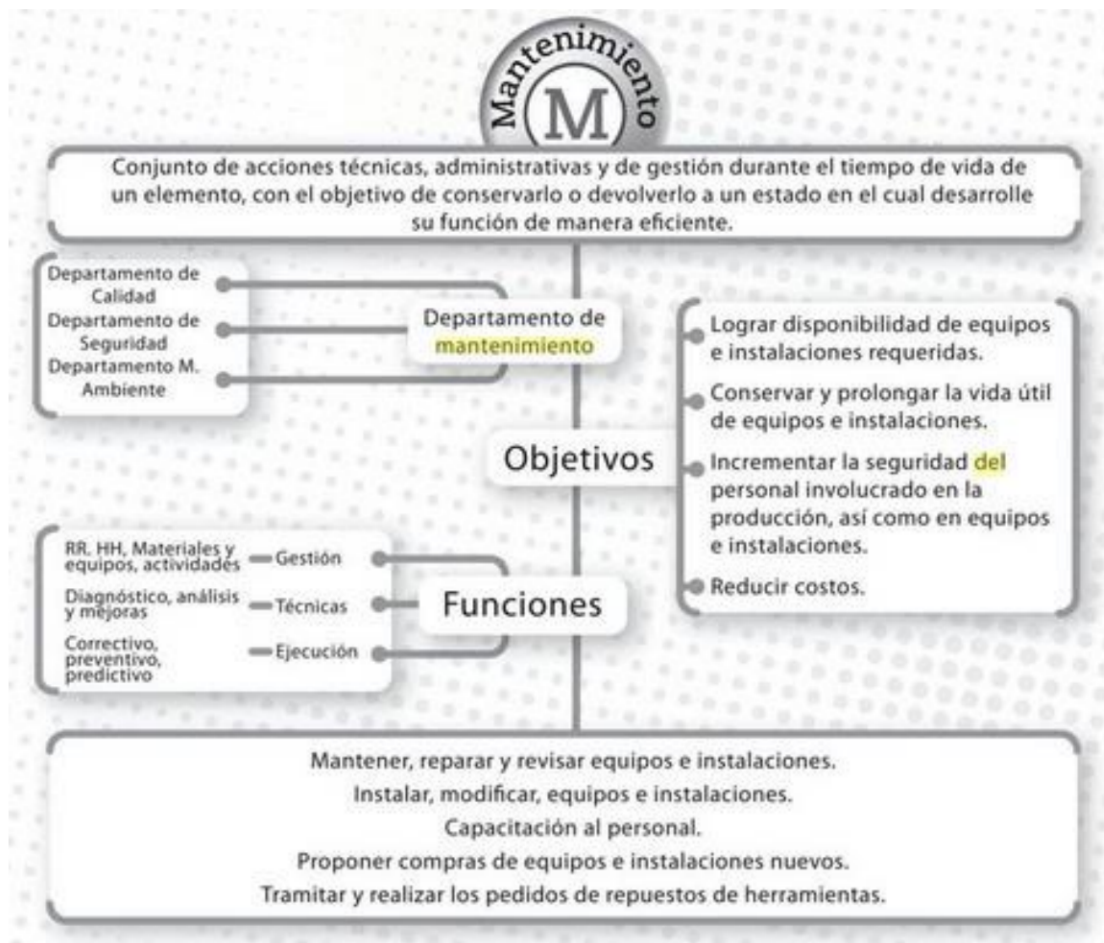 Mantenimiento
M
Conjunto de acciones técnicas, administrativas y de gestión durante el tiempo de vida de
un elemento, con el objetivo de conservarlo o devolverlo a un estado en el cual desarrolle
su función de manera eficiente.
Departamento de
Calidad
Departamento de
Seguridad
Departamento M.
Ambiente
Departamento de
mantenimiento
Lograr disponibilidad de equipos
e instalaciones requeridas.
Conservar y prolongar la vida útil
de equipos e instalaciones.
Incrementar la seguridad del
personal involucrado en la
producción, así como en equipos
e instalaciones.
Reducir costos.
Objetivos
RR. HH, Materiales y
equipos, actividades
Gestión
Diagnóstico, análisis
y mejoras
Técnicas
Correctivo,
preventivo,
predictivo
Ejecución
Funciones
Mantener, reparar y revisar equipos e instalaciones.
Instalar, modificar, equipos e instalaciones.
Capacitación al personal.
Proponer compras de equipos e instalaciones nuevos.
Tramitar y realizar los pedidos de repuestos de herramientas.